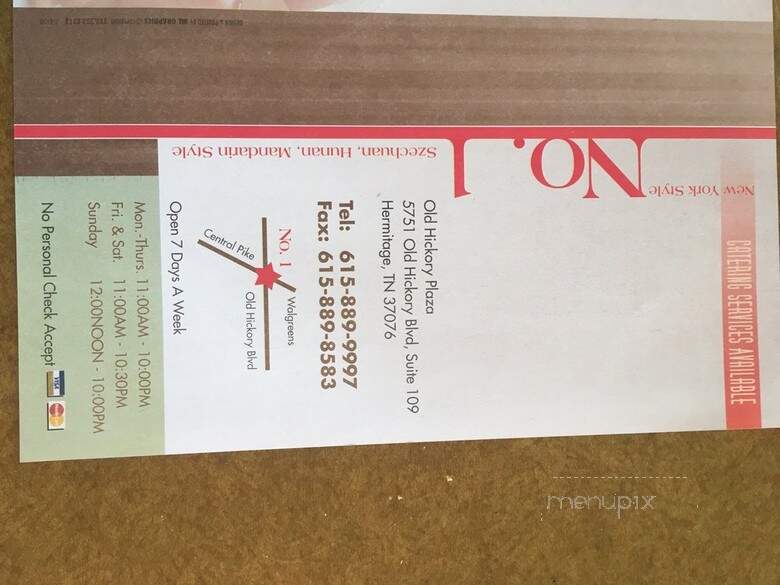 CATERING SERVICES AVAILABLE
New York Style
No. 1
Szechuan, Hunan, Mandarin Style
Old Hickory Plaza
5751 Old Hickory Blvd, Suite 109
Hermitage, TN 37076
Tel: 615-889-9997
Fax: 615-889-8583
No. 1
Walgreens
Central Pike
Old Hickory Blvd
Open 7 Days A Week
Mon.-Thurs. 11:00AM - 10:00PM
Fri. & Sat. 11:00AM - 10:30PM
Sunday 12:00NOON - 10:00PM
No Personal Check Accept
VISA
menupix